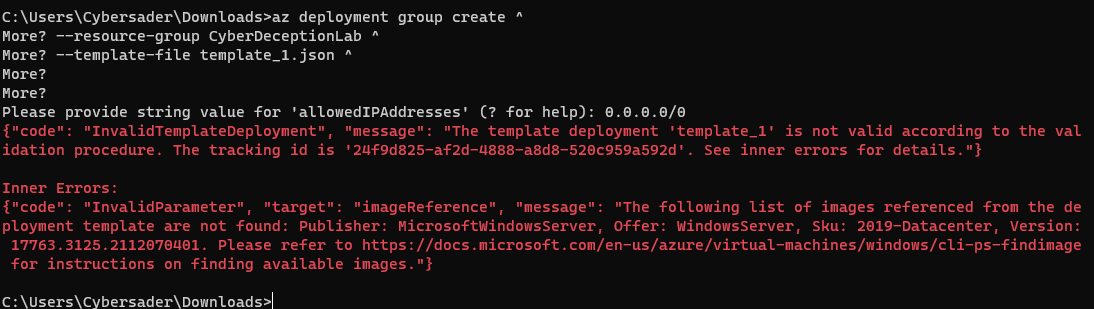 C:\Users\Cybersader\Downloads>az deployment group create ^
More? --resource-group CyberDeceptionLab ^
More? --template-file template_1.json ^
More?
More?
Please provide string value for 'allowedIPAddresses' (? for help): 0.0.0.0/0
{"code": "InvalidTemplateDeployment", "message": "The template deployment 'template_1' is not valid according to the val
idation procedure. The tracking id is '24f9d825-af2d-4888-a8d8-520c959a592d'. See inner errors for details."}
Inner Errors:
{"code": "InvalidParameter", "target": "imageReference", "message": "The following list of images referenced from the de
ployment template are not found: Publisher: MicrosoftWindowsServer, Offer: WindowsServer, Sku: 2019-Datacenter, Version:
17763.3125.2112070401. Please refer to https://docs.microsoft.com/en-us/azure/virtual-machines/windows/cli-ps-findimage
for instructions on finding available images."}
C:\Users\Cybersader\Downloads>